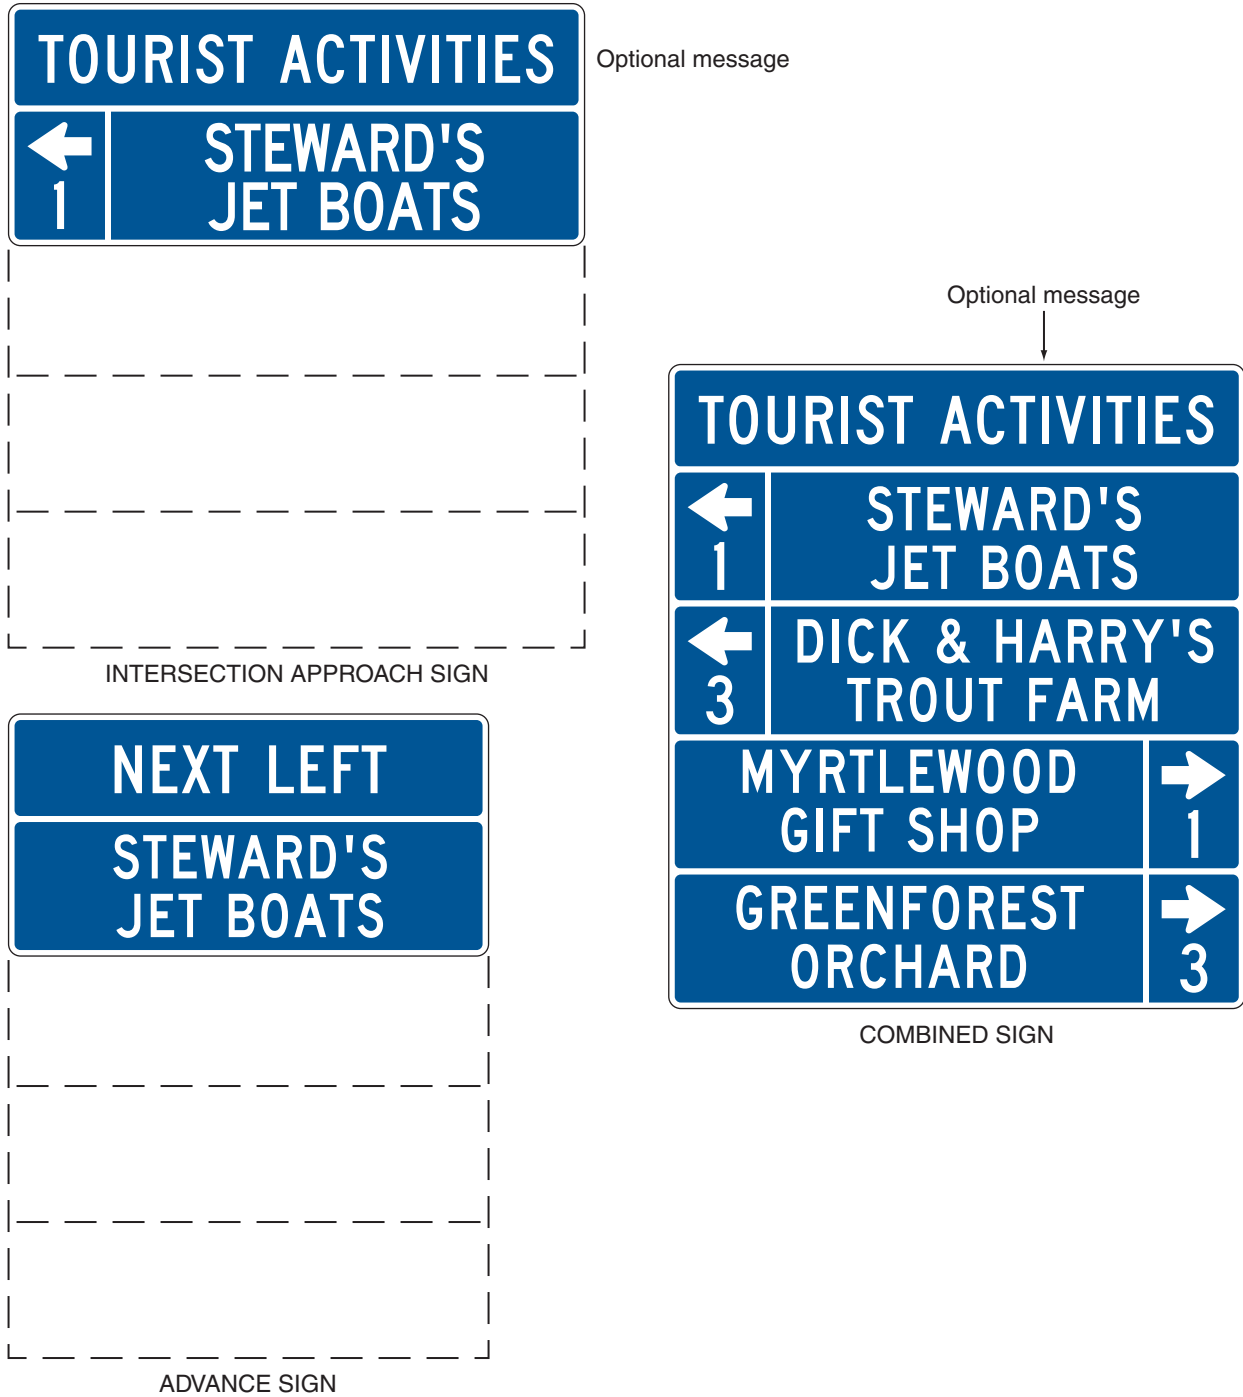 TOURIST ACTIVITIES
Optional message
STEWARD'S
JET BOATS
1
INTERSECTION APPROACH SIGN
NEXT LEFT
STEWARD'S
JET BOATS
ADVANCE SIGN
Optional message
TOURIST ACTIVITIES
STEWARD'S
JET BOATS
1
DICK & HARRY'S
TROUT FARM
3
MYRTLEWOOD
GIFT SHOP
1
GREENFOREST
ORCHARD
3
COMBINED SIGN